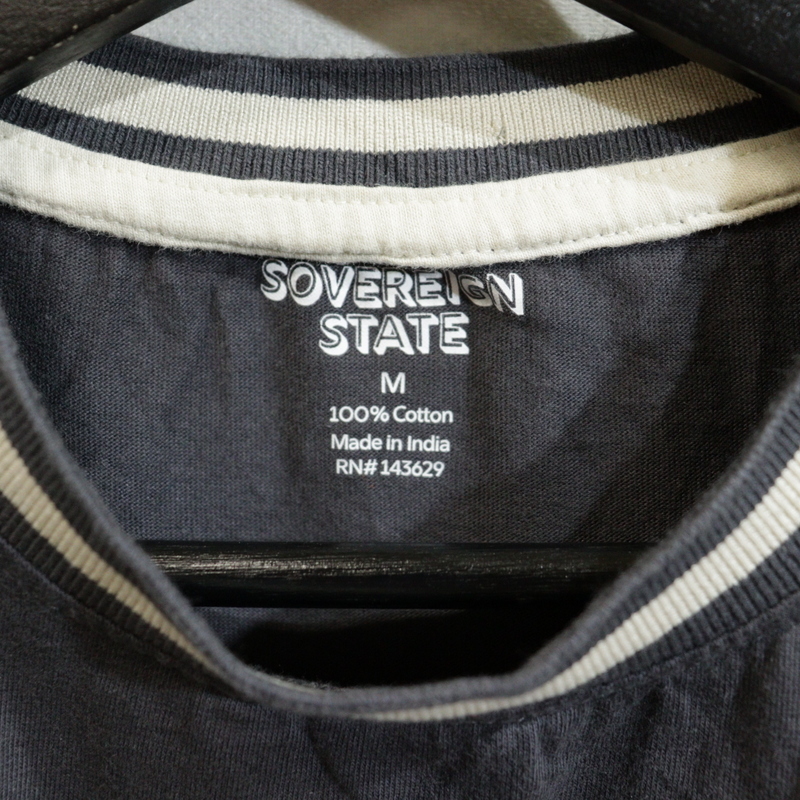 SOVEREIGN
STATE
M
100% Cotton
Made in India
RN# 143629